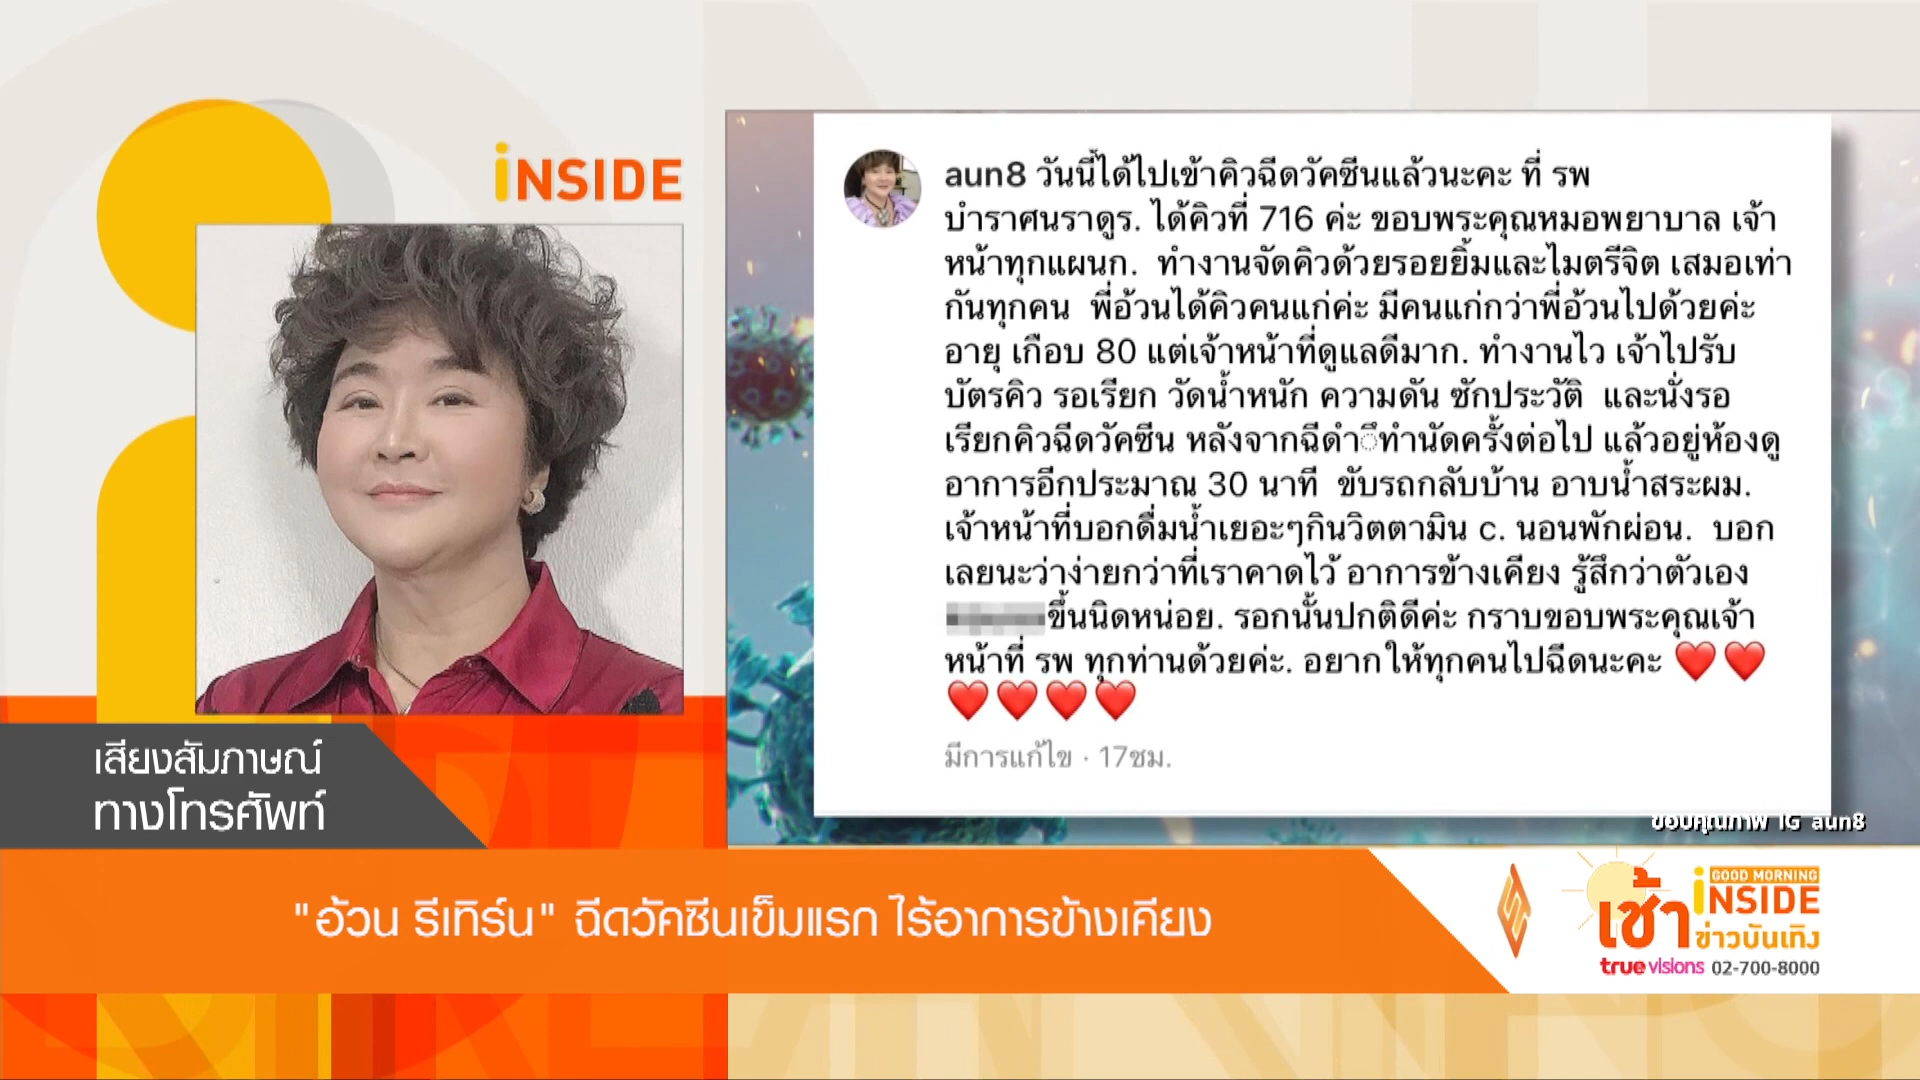 iNSIDE
aun8 วันนี้ได้ไปเข้าคิวฉีดวัคซีนแล้วนะคะ ที่ รพ
บำราศนราดูร. ได้คิวที่ 716 ค่ะ ขอบพระคุณหมอพยาบาล เจ้า
หน้าทุกแผนก.  ทำงานจัดคิวด้วยรอยยิ้มและไมตรีจิต เสมอเท่า
กันทุกคน  พี่อ้วนได้คิวคนแก่ค่ะ มีคนแก่กว่าพี่อ้วนไปด้วยค่ะ
อายุ เกือบ 80 แต่เจ้าหน้าที่ดูแลดีมาก. ทำงานไว เจ้าไปรับ
บัตรคิว รอเรียก วัดน้ำหนัก ความดัน ซักประวัติ  และนั่งรอ
เรียกคิวฉีดวัคซีน หลังจากฉีดำึทำนัดครั้งต่อไป แล้วอยู่ห้องดู
อาการอีกประมาณ 30 นาที  ขับรถกลับบ้าน อาบน้ำสระผม.
เจ้าหน้าที่บอกดื่มน้ำเยอะๆกินวิตตามิน c. นอนพักผ่อน.  บอก
เลยนะว่าง่ายกว่าที่เราคาดไว้ อาการข้างเคียง รู้สึกว่าตัวเอง
ขึ้นนิดหน่อย. รอกนั้นปกติดีค่ะ กราบขอบพระคุณเจ้า
หน้าที่ รพ ทุกท่านด้วยค่ะ. อยากให้ทุกคนไปฉีดนะคะ ❤️❤️
❤️❤️❤️❤️
มีการแก้ไข · 17ชม.
ขอบคุณภาพ IG aun8
เสียงสัมภาษณ์
ทางโทรศัพท์
"อ้วน รีเทิร์น" ฉีดวัคซีนเข็มแรก ไร้อาการข้างเคียง
เช้า
GOOD MORNING
iNSIDE
ข่าวบันเทิง
truevisions 02-700-8000